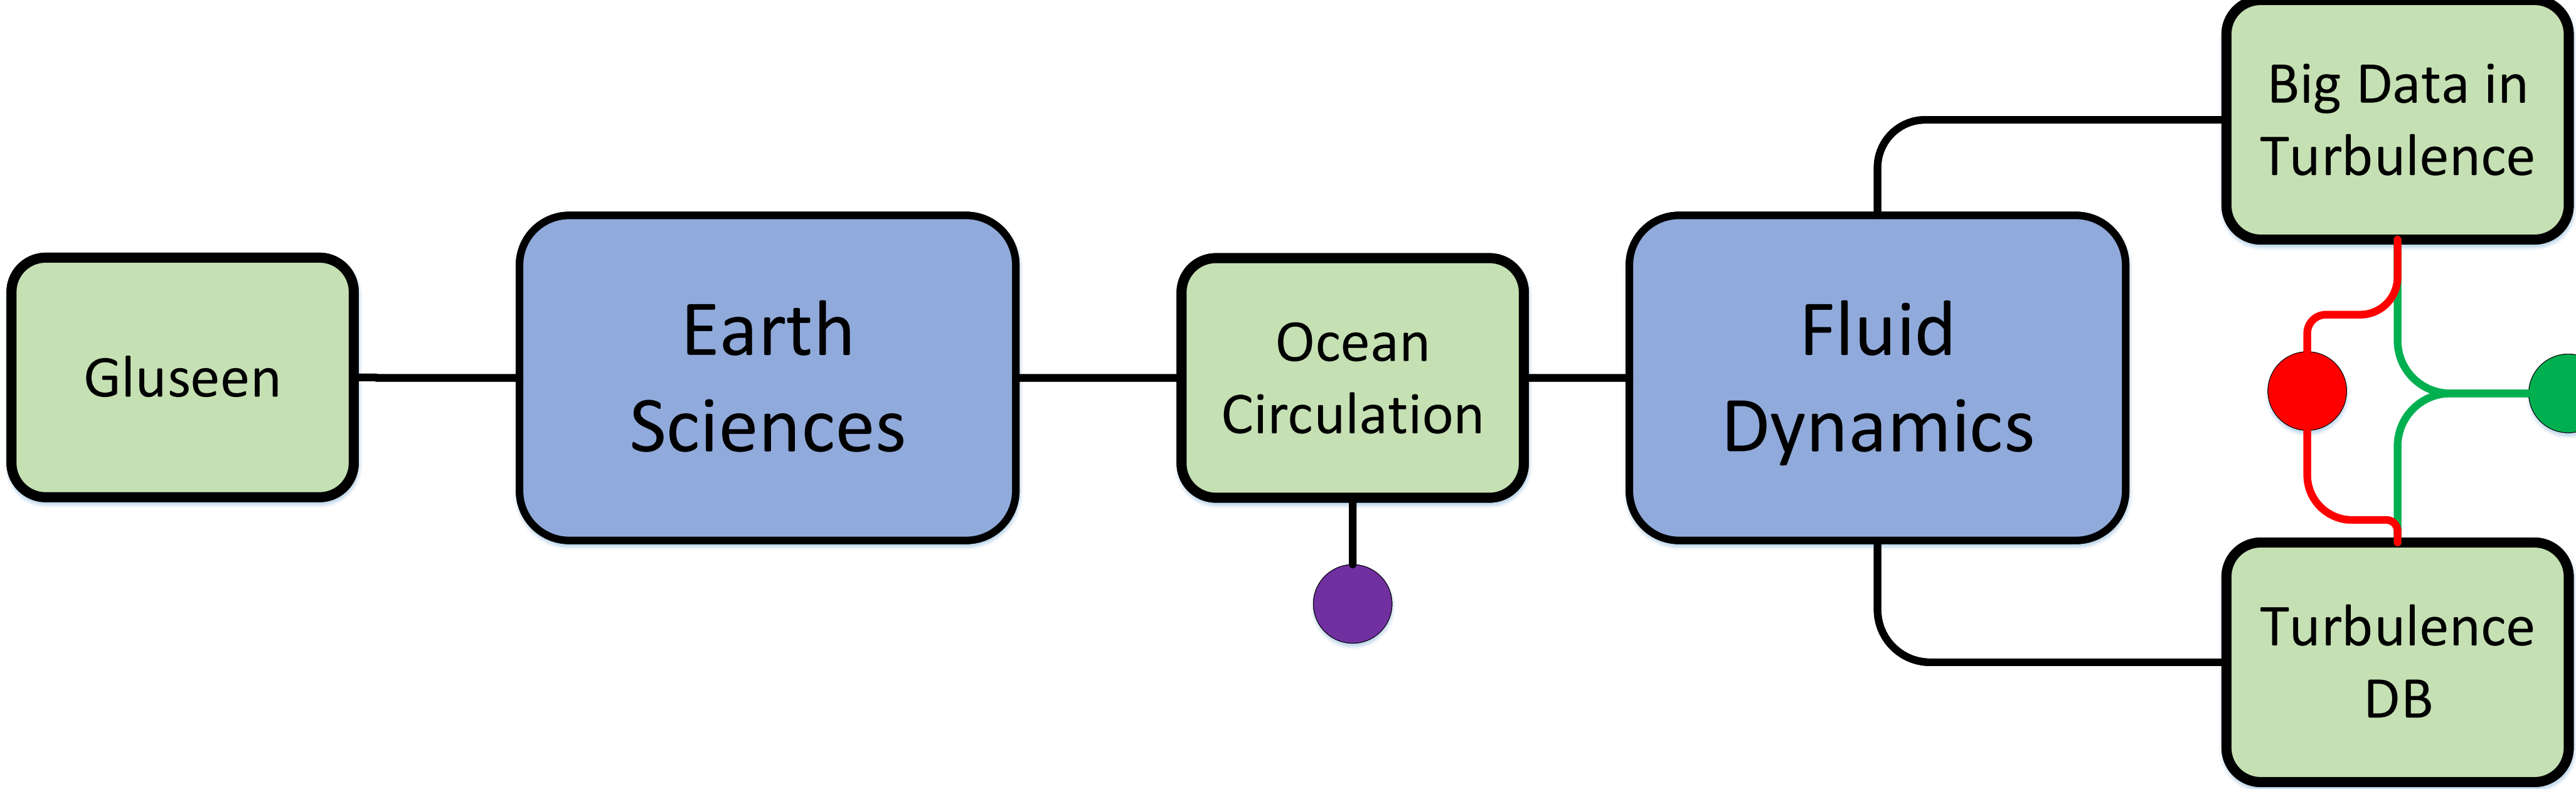 Gluseen
Earth
Sciences
Ocean
Circulation
Fluid
Dynamics
Big Data in
Turbulence
Turbulence
DB